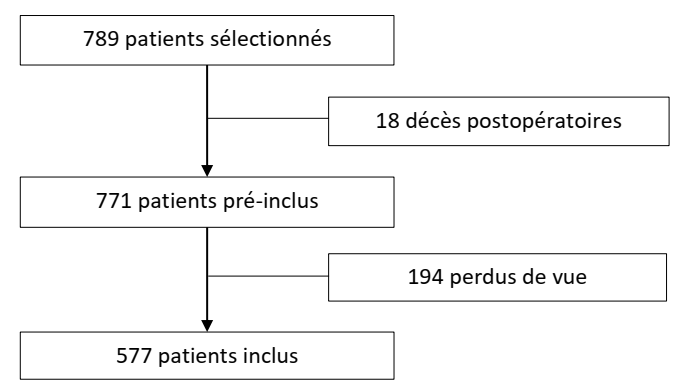 789 patients sélectionnés
18 décès postopératoires
771 patients pré-inclus
194 perdus de vue
577 patients inclus